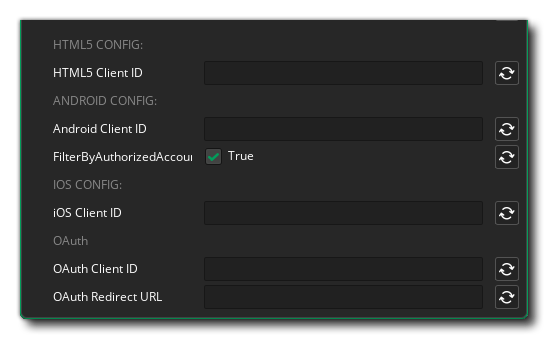 HTML5 CONFIG:
HTML5 Client ID
ANDROID CONFIG:
Android Client ID
FilterByAuthorizedAccou True
IOS CONFIG:
iOS Client ID
OAuth
OAuth Client ID
OAuth Redirect URL